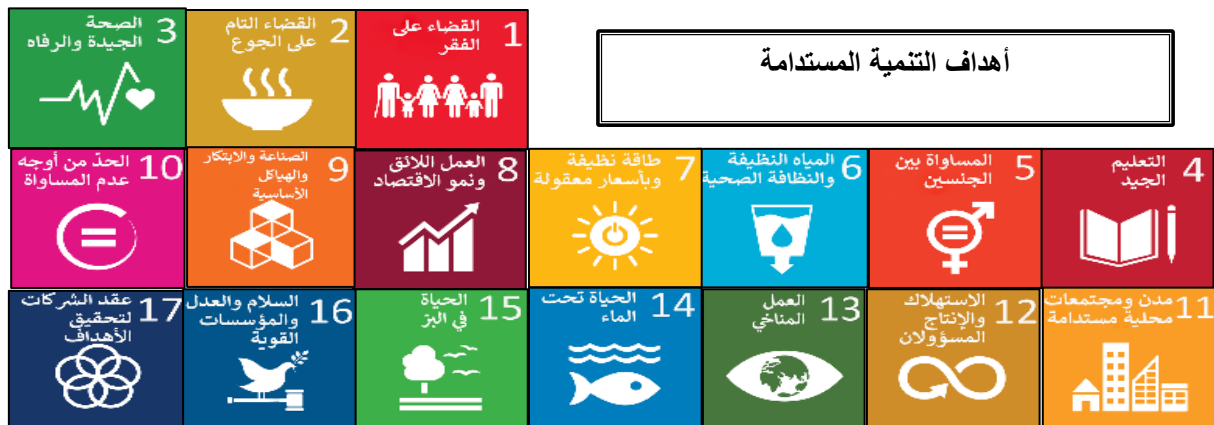 أهداف التنمية المستدامة
1
القضاء على
الفقر
2
القضاء التام
على الجوع
3
الصحة
الجيدة والرفاه
4
التعليم
الجيد
5
المساواة بين
الجنسين
6
المياه النظيفة
والنظافة الصحية
7
طاقة نظيفة
وبأسعار معقولة
8
العمل اللائق
ونمو الاقتصاد
9
الصناعة والابتكار
والهياكل
الأساسية
10
الحدّ من أوجه
عدم المساواة
11
مدن ومجتمعات
محلية مستدامة
12
الاستهلاك
والإنتاج
المسؤولان
13
العمل
المناخي
14
الحياة تحت
الماء
15
الحياة
في البرّ
16
السلام والعدل
والمؤسسات
القوية
17
عقد الشركات
لتحقيق
الأهداف